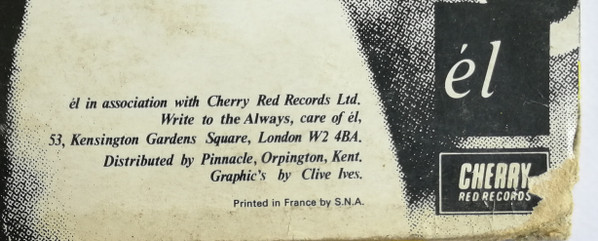 él
él in association with Cherry Red Records Ltd.
Write to the Always, care of él,
53, Kensington Gardens Square, London W2 4BA.
Distributed by Pinnacle, Orpington, Kent.
Graphic's by Clive Ives.
Printed in France by S.N.A.
CHERRY
RED RECORDS